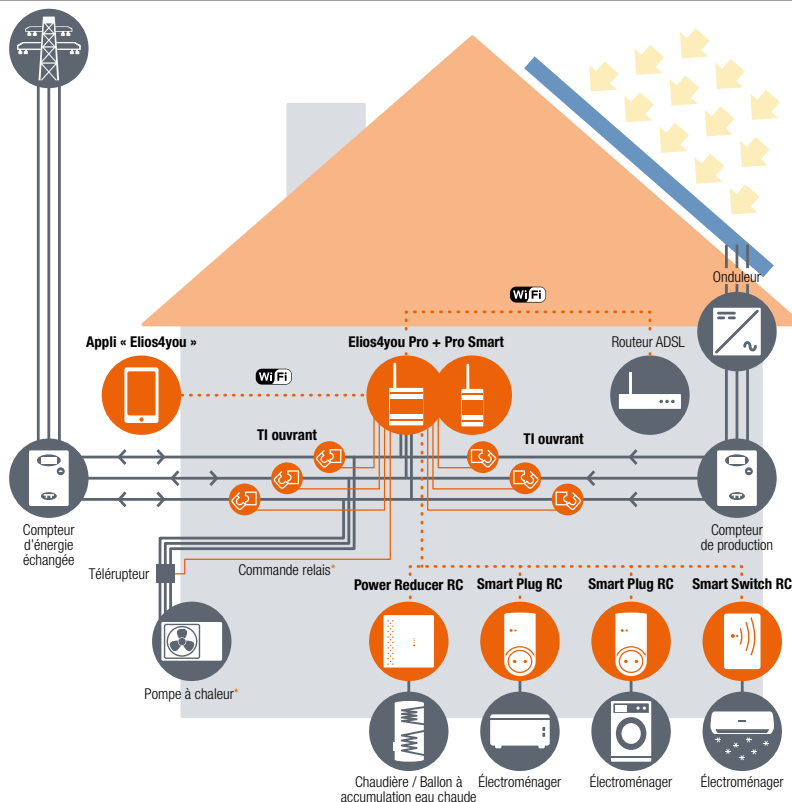 Onduleur
WiFi
Appli « Elios4you »
Elios4you Pro + Pro Smart
Routeur ADSL
WiFi
TI ouvrant
TI ouvrant
Compteur
d'énergie
échangée
Compteur
de production
Télérupteur
Commande relais*
Power Reducer RC
Smart Plug RC
Smart Plug RC
Smart Switch RC
Pompe à chaleur*
Chaudière / Ballon à
accumulation eau chaude
Électroménager
Électroménager
Électroménager